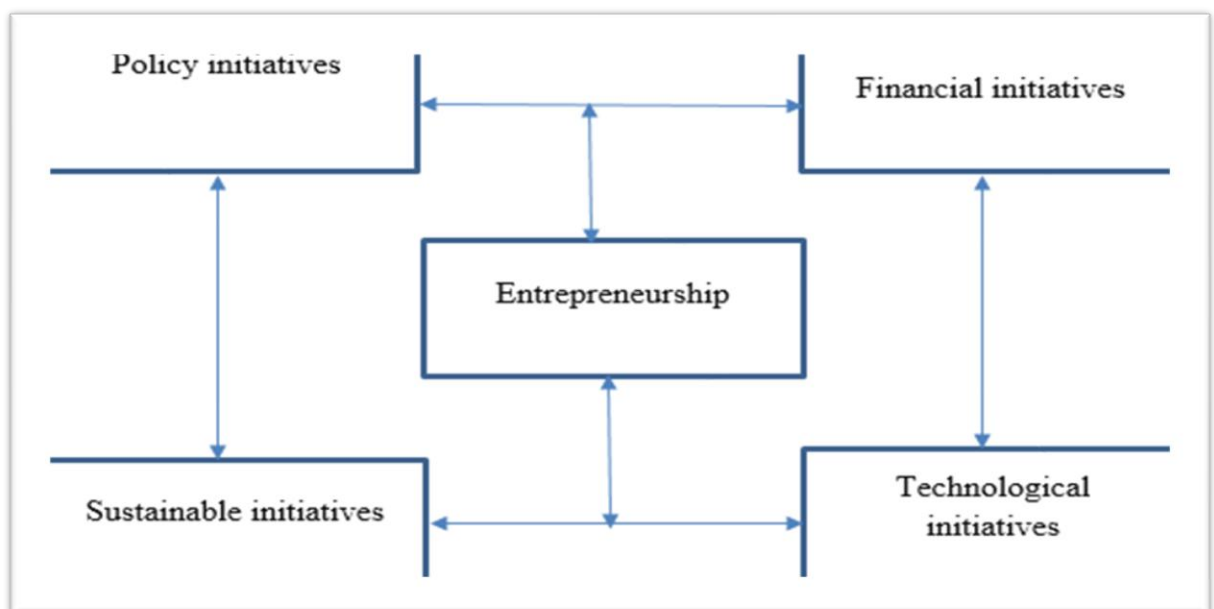 Policy initiatives
Financial initiatives
Entrepreneurship
Sustainable initiatives
Technological
initiatives